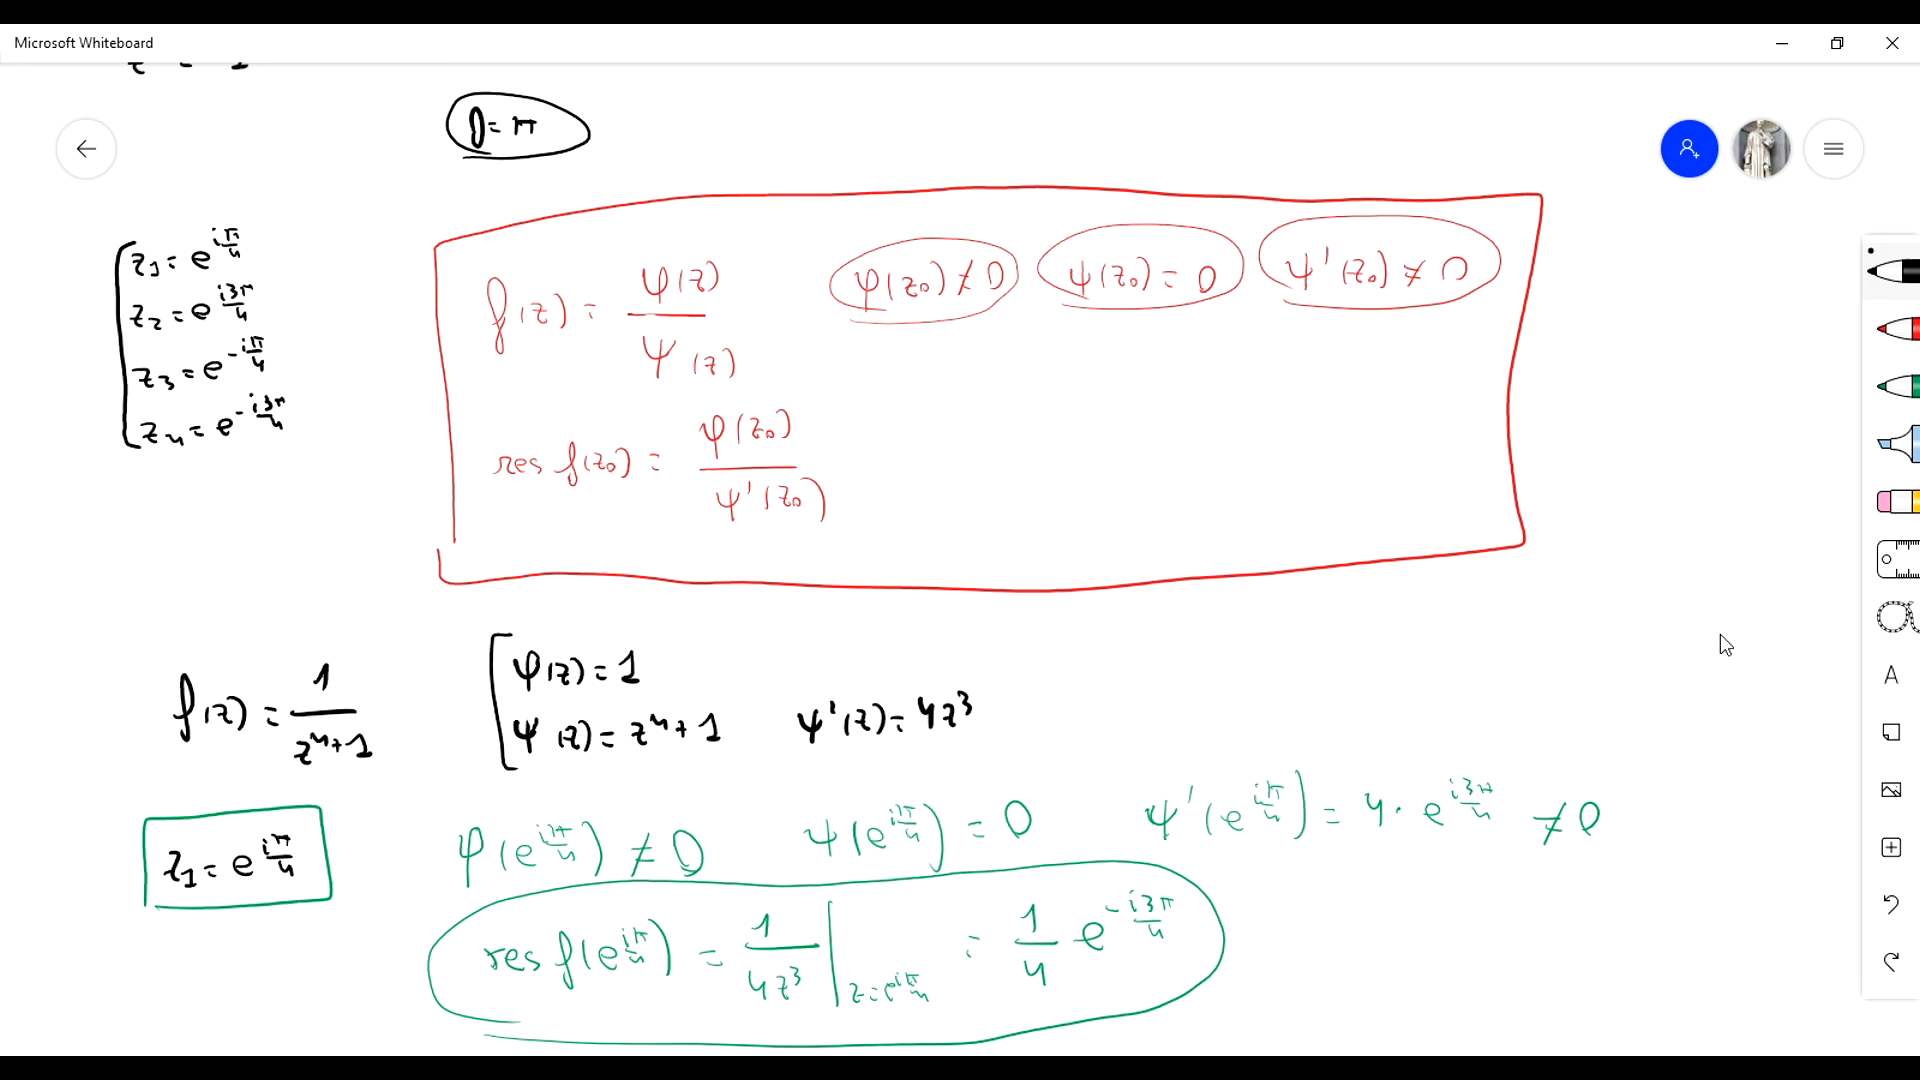 Microsoft Whiteboard
z = 1
θ = π
z₁ = e^{iπ/4}
z₂ = e^{i3π/4}
z₃ = e^{-iπ/4}
z₄ = e^{-i3π/4}
f(z) = φ(z)/ψ(z) φ(z₀) ≠ 0 ψ(z₀) = 0 ψ'(z₀) ≠ 0
res f(z₀) = φ(z₀)/ψ'(z₀)
f(z) = 1/(z⁴+1)
φ(z) = 1
ψ(z) = z⁴ + 1 ψ'(z) = 4z³
z₁ = e^{iπ/4}
φ(e^{iπ/4}) ≠ 0 ψ(e^{iπ/4}) = 0 ψ'(e^{iπ/4}) = 4 · e^{i3π/4} ≠ 0
res f(e^{iπ/4}) = 1/(4z³) |_{z=e^{iπ/4}} = 1/4 e^{-i3π/4}
A